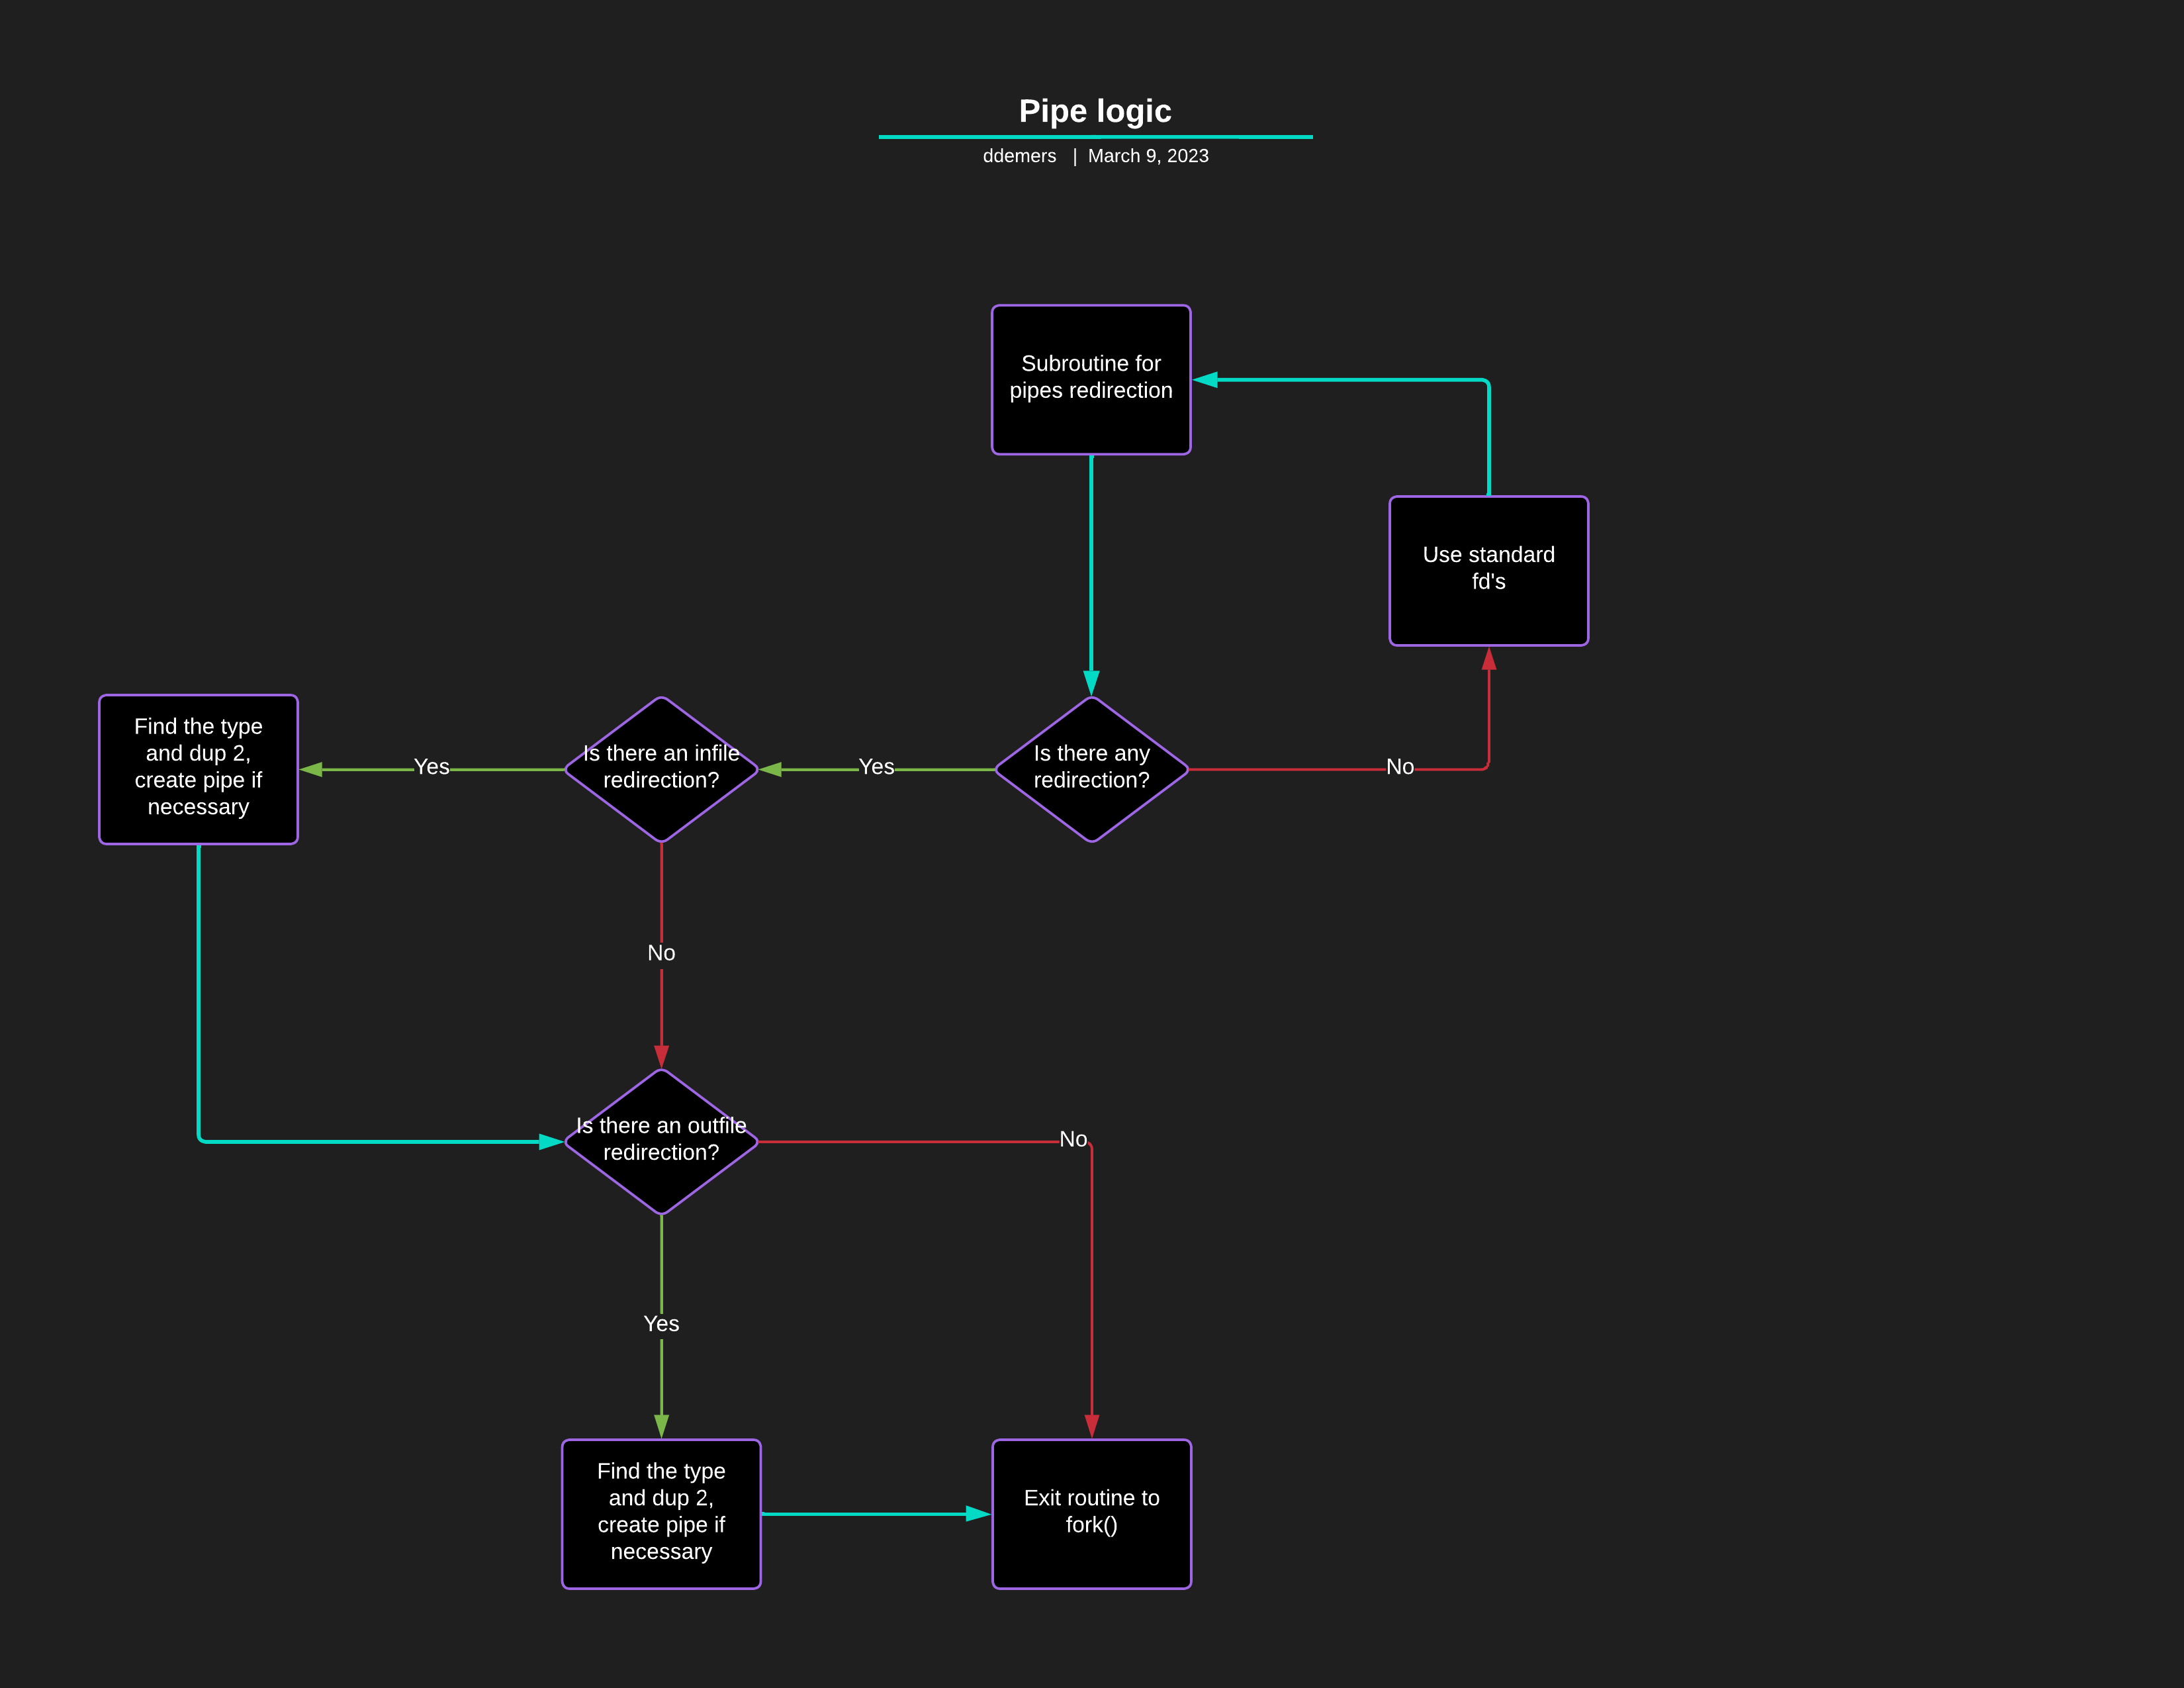 Pipe logic
ddemers | March 9, 2023
Subroutine for
pipes redirection
Use standard
fd's
Find the type
and dup 2,
create pipe if
necessary
Yes
Is there an infile
redirection?
Yes
Is there any
redirection?
No
No
Is there an outfile
redirection?
No
Yes
Find the type
and dup 2,
create pipe if
necessary
Exit routine to
fork()